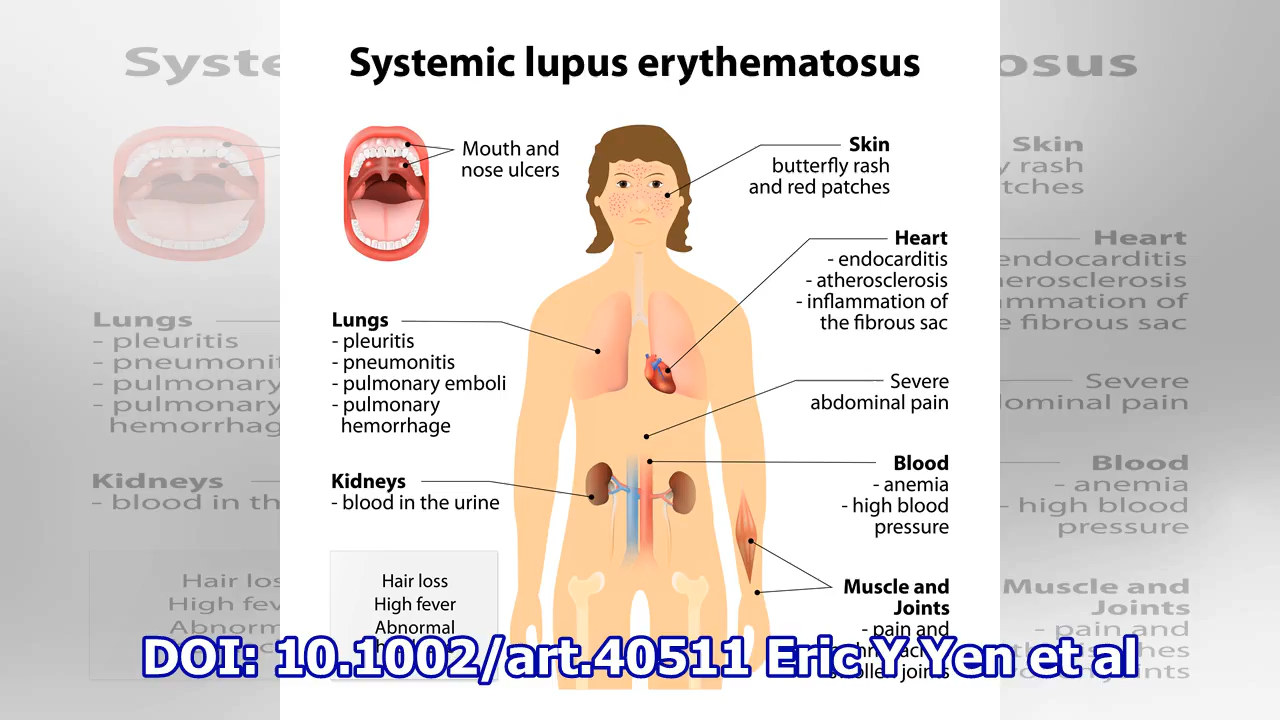 Systemic lupus erythematosus
Mouth and
nose ulcers
Skin
butterfly rash
and red patches
Heart
- endocarditis
- atherosclerosis
- inflammation of
the fibrous sac
Lungs
- pleuritis
- pneumonitis
- pulmonary emboli
- pulmonary
hemorrhage
Severe
abdominal pain
Kidneys
- blood in the urine
Blood
- anemia
- high blood
pressure
Hair loss
High fever
Abnormal
Muscle and
Joints
- pain and
joints
DOI: 10.1002/art.40511 Eric Y Yen et al